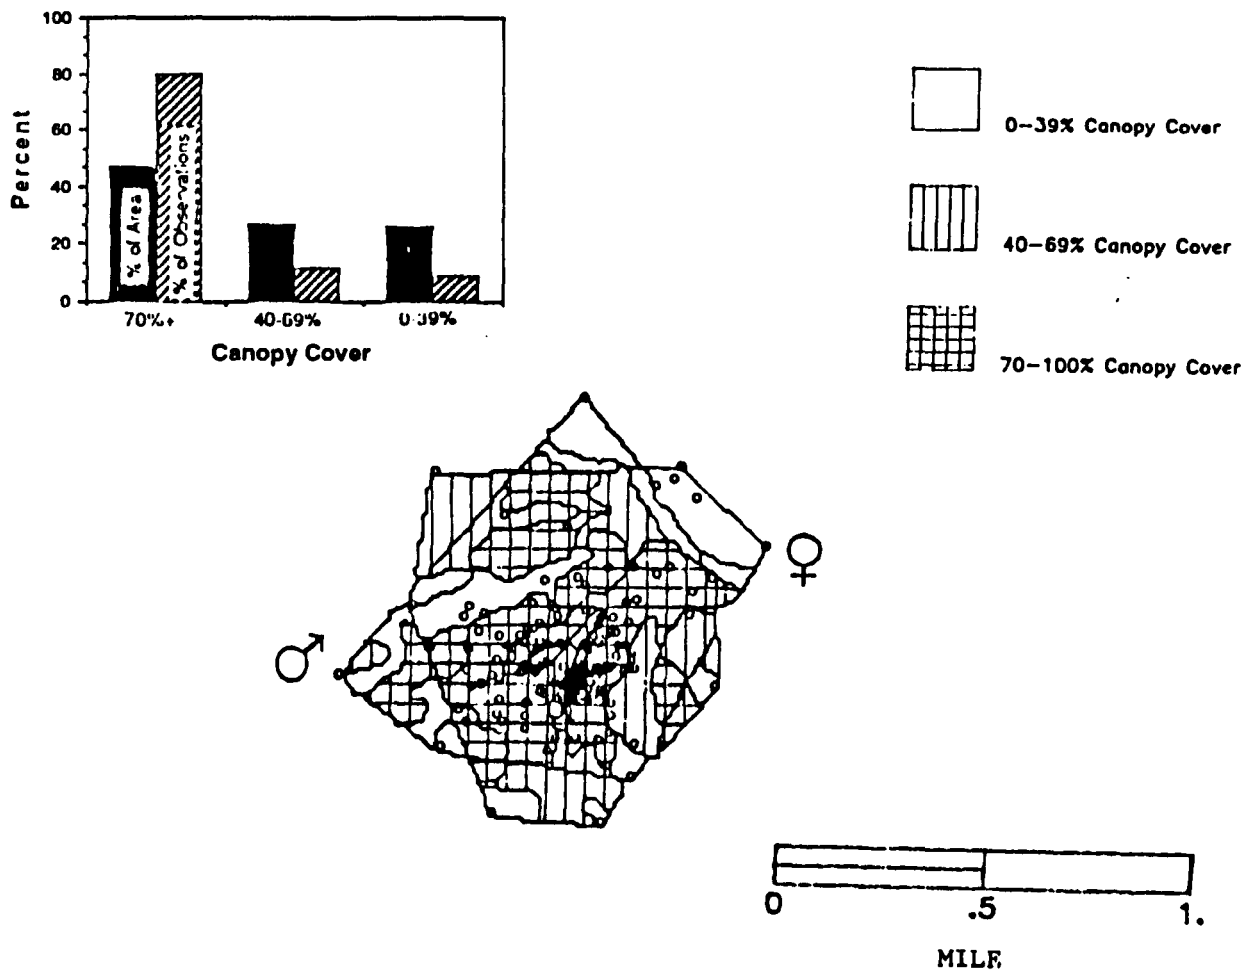 100
80
60
40
20
0
Percent
% of Area
% of Observations
70%+
40-69%
0-39%
Canopy Cover
0-39% Canopy Cover
40-69% Canopy Cover
70-100% Canopy Cover
♀
♂
0
.5
1.
MILE